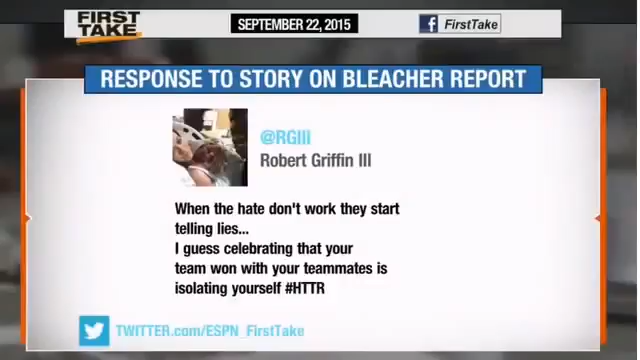 FIRST TAKE
SEPTEMBER 22, 2015
f FirstTake
RESPONSE TO STORY ON BLEACHER REPORT
@RGIII
Robert Griffin III
When the hate don't work they start
telling lies...
I guess celebrating that your
team won with your teammates is
isolating yourself #HTTR
TWITTER.com/ESPN_FirstTake